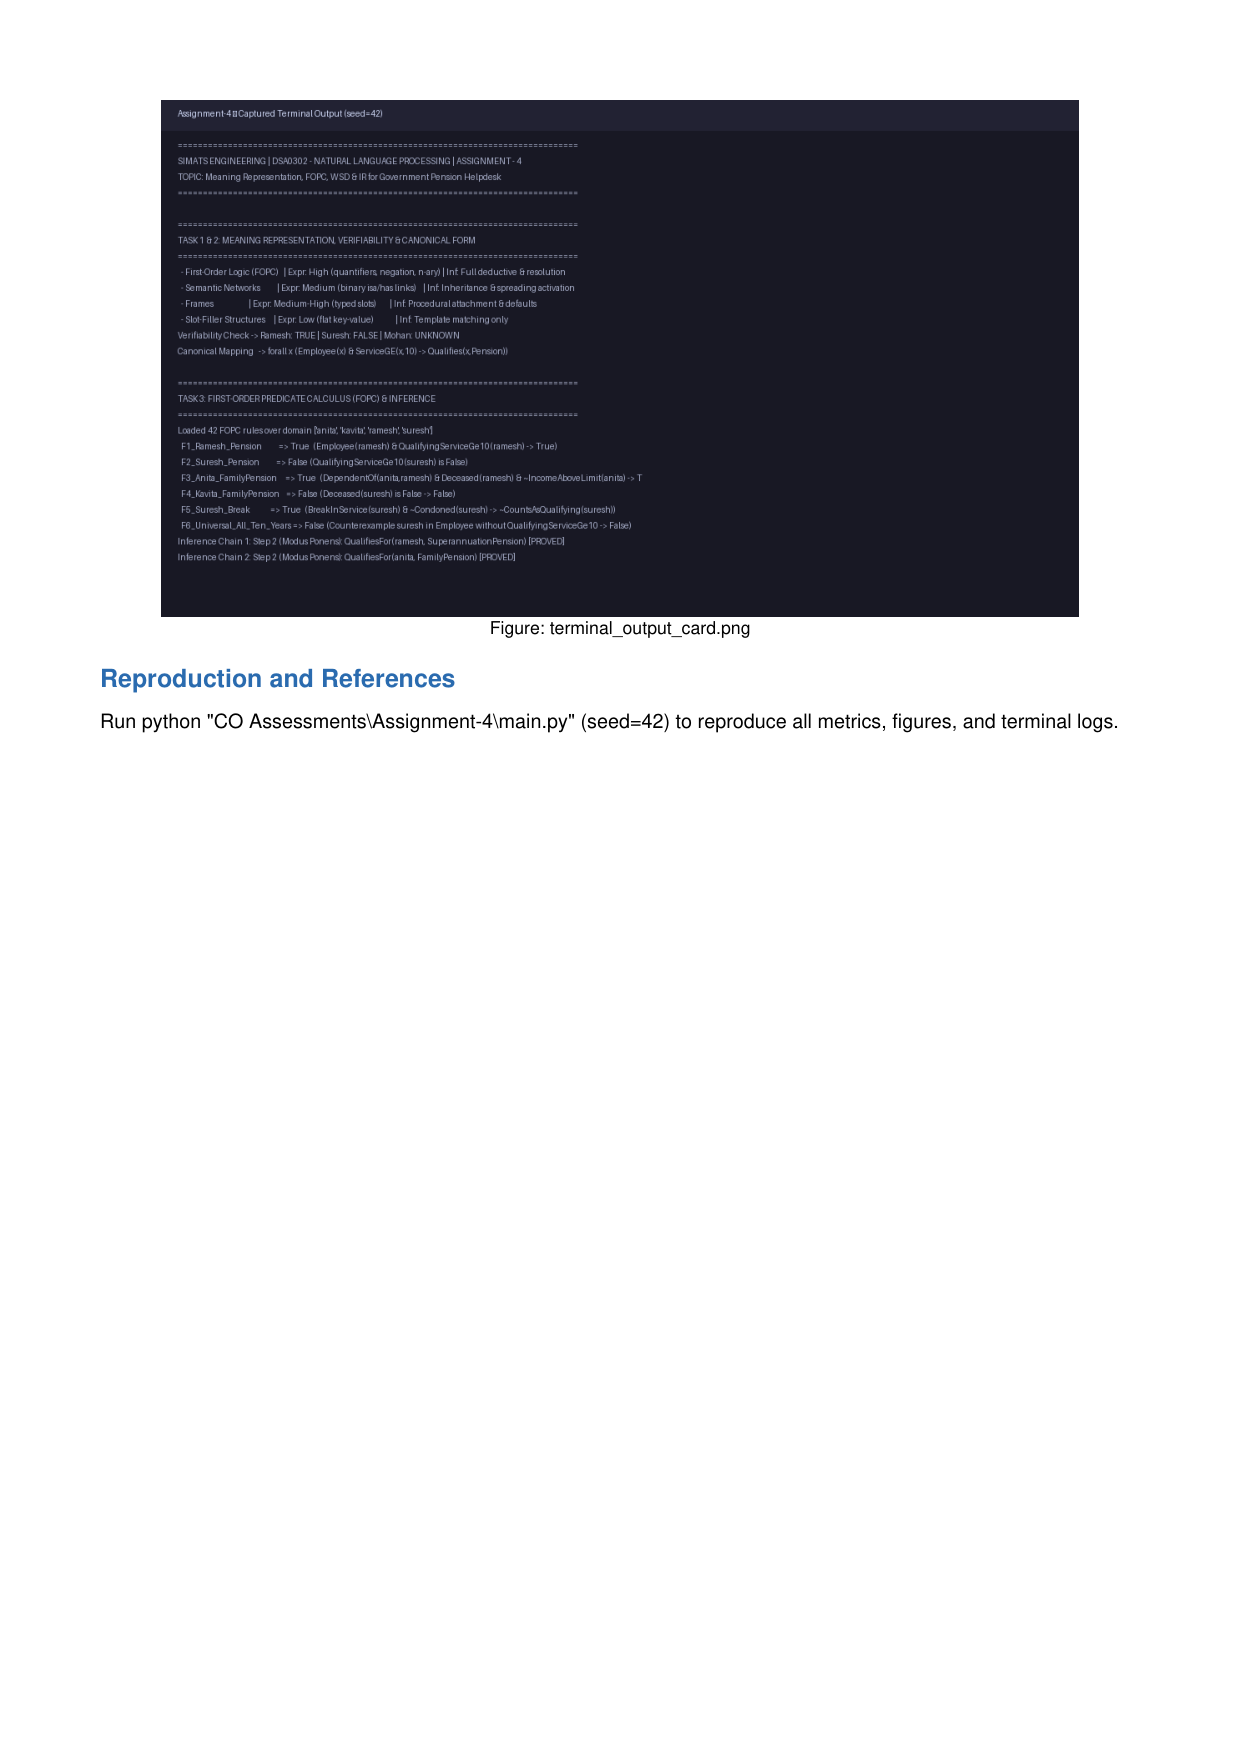 Assignment-4 Captured Terminal Output (seed=42)
================================================================================
SIMATS ENGINEERING | DSA0302 - NATURAL LANGUAGE PROCESSING | ASSIGNMENT - 4
TOPIC: Meaning Representation, FOPC, WSD & IR for Government Pension Helpdesk
================================================================================
================================================================================
TASK 1 & 2: MEANING REPRESENTATION, VERIFIABILITY & CANONICAL FORM
================================================================================
- First-Order Logic (FOPC) | Expr: High (quantifiers, negation, n-ary) | Inf: Full deductive & resolution
- Semantic Networks | Expr: Medium (binary isa/has links) | Inf: Inheritance & spreading activation
- Frames | Expr: Medium-High (typed slots) | Inf: Procedural attachment & defaults
- Slot-Filler Structures | Expr: Low (flat key-value) | Inf: Template matching only
Verifiability Check -> Ramesh: TRUE | Suresh: FALSE | Mohan: UNKNOWN
Canonical Mapping -> forall x (Employee(x) & ServiceGE(x,10) -> Qualifies(x,Pension))
================================================================================
TASK 3: FIRST-ORDER PREDICATE CALCULUS (FOPC) & INFERENCE
================================================================================
Loaded 42 FOPC rules over domain ['anita', 'kavita', 'ramesh', 'suresh']
F1_Ramesh_Pension => True (Employee(ramesh) & QualifyingServiceGe10(ramesh) -> True)
F2_Suresh_Pension => False (QualifyingServiceGe10(suresh) is False)
F3_Anita_FamilyPension => True (DependentOf(anita,ramesh) & Deceased(ramesh) & ~IncomeAboveLimit(anita) -> T
F4_Kavita_FamilyPension => False (Deceased(suresh) is False -> False)
F5_Suresh_Break => True (BreakInService(suresh) & ~Condoned(suresh) -> ~CountsAsQualifying(suresh))
F6_Universal_All_Ten_Years => False (Counterexample suresh in Employee without QualifyingServiceGe10 -> False)
Inference Chain 1: Step 2 (Modus Ponens): QualifiesFor(ramesh, SuperannuationPension) [PROVED]
Inference Chain 2: Step 2 (Modus Ponens): QualifiesFor(anita, FamilyPension) [PROVED]
Figure: terminal_output_card.png
Reproduction and References
Run python "CO Assessments\Assignment-4\main.py" (seed=42) to reproduce all metrics, figures, and terminal logs.